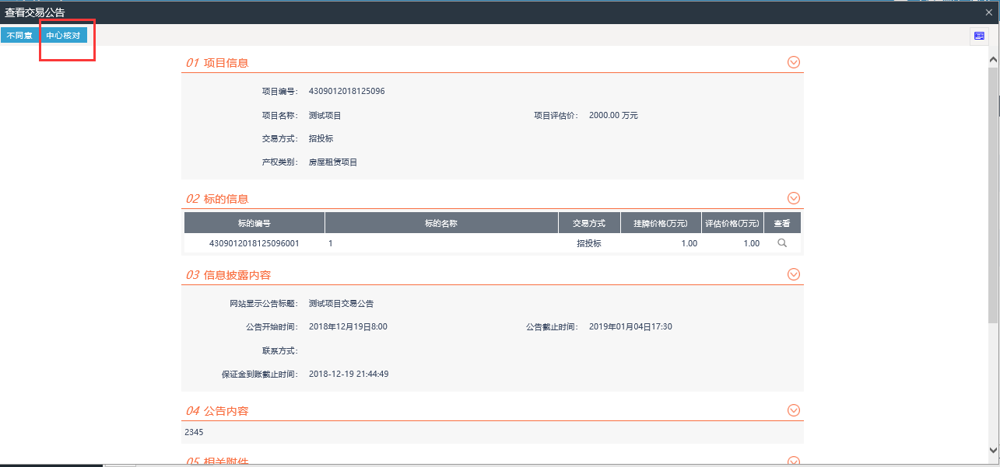 查看交易公告
不同意 中心核对
01 项目信息
项目编号： 4309012018125096
项目名称： 测试项目 项目评估价： 2000.00 万元
交易方式： 招投标
产权类别： 房屋租赁项目
02 标的信息
标的编号 标的名称 交易方式 挂牌价格(万元) 评估价格(万元) 查看
4309012018125096001 1 招投标 1.00 1.00
03 信息披露内容
网站显示公告标题： 测试项目交易公告
公告开始时间： 2018年12月19日8:00 公告截止时间： 2019年01月04日17:30
联系方式：
保证金到账截止时间： 2018-12-19 21:44:49
04 公告内容
2345
05 相关附件